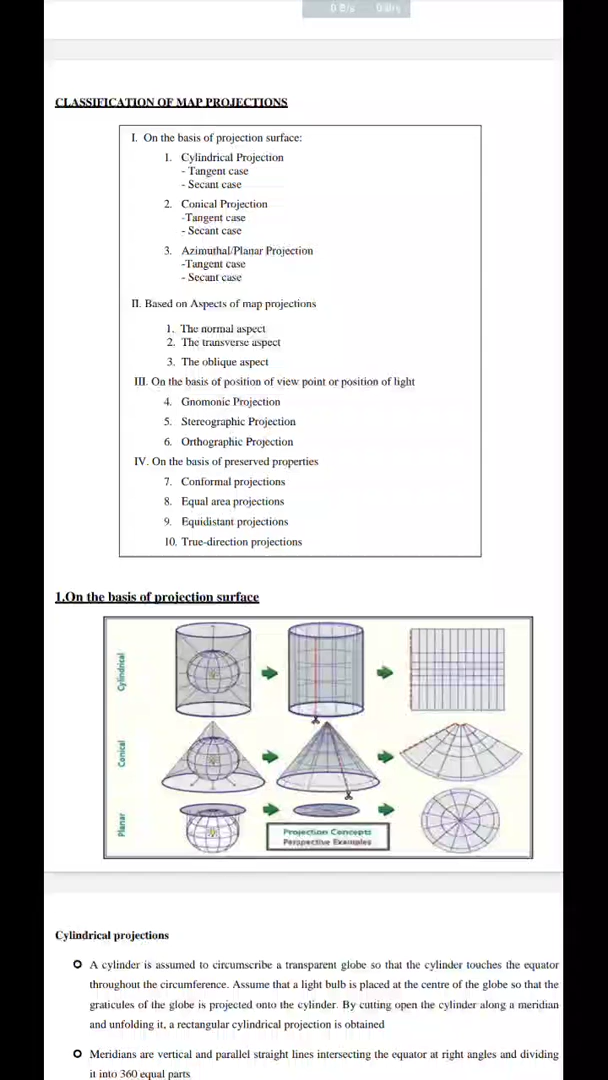 0 B/s 0 B/s
CLASSIFICATION OF MAP PROJECTIONS
I. On the basis of projection surface:
1. Cylindrical Projection
- Tangent case
- Secant case
2. Conical Projection
-Tangent case
- Secant case
3. Azimuthal/Planar Projection
-Tangent case
- Secant case
II. Based on Aspects of map projections
1. The normal aspect
2. The transverse aspect
3. The oblique aspect
III. On the basis of position of view point or position of light
4. Gnomonic Projection
5. Stereographic Projection
6. Orthographic Projection
IV. On the basis of preserved properties
7. Conformal projections
8. Equal area projections
9. Equidistant projections
10. True-direction projections
1.On the basis of projection surface
Cylindrical
Conical
Planar
Projection Concepts
Perspective Examples
Cylindrical projections
A cylinder is assumed to circumscribe a transparent globe so that the cylinder touches the equator
throughout the circumference. Assume that a light bulb is placed at the centre of the globe so that the
graticules of the globe is projected onto the cylinder. By cutting open the cylinder along a meridian
and unfolding it, a rectangular cylindrical projection is obtained
Meridians are vertical and parallel straight lines intersecting the equator at right angles and dividing
it into 360 equal parts